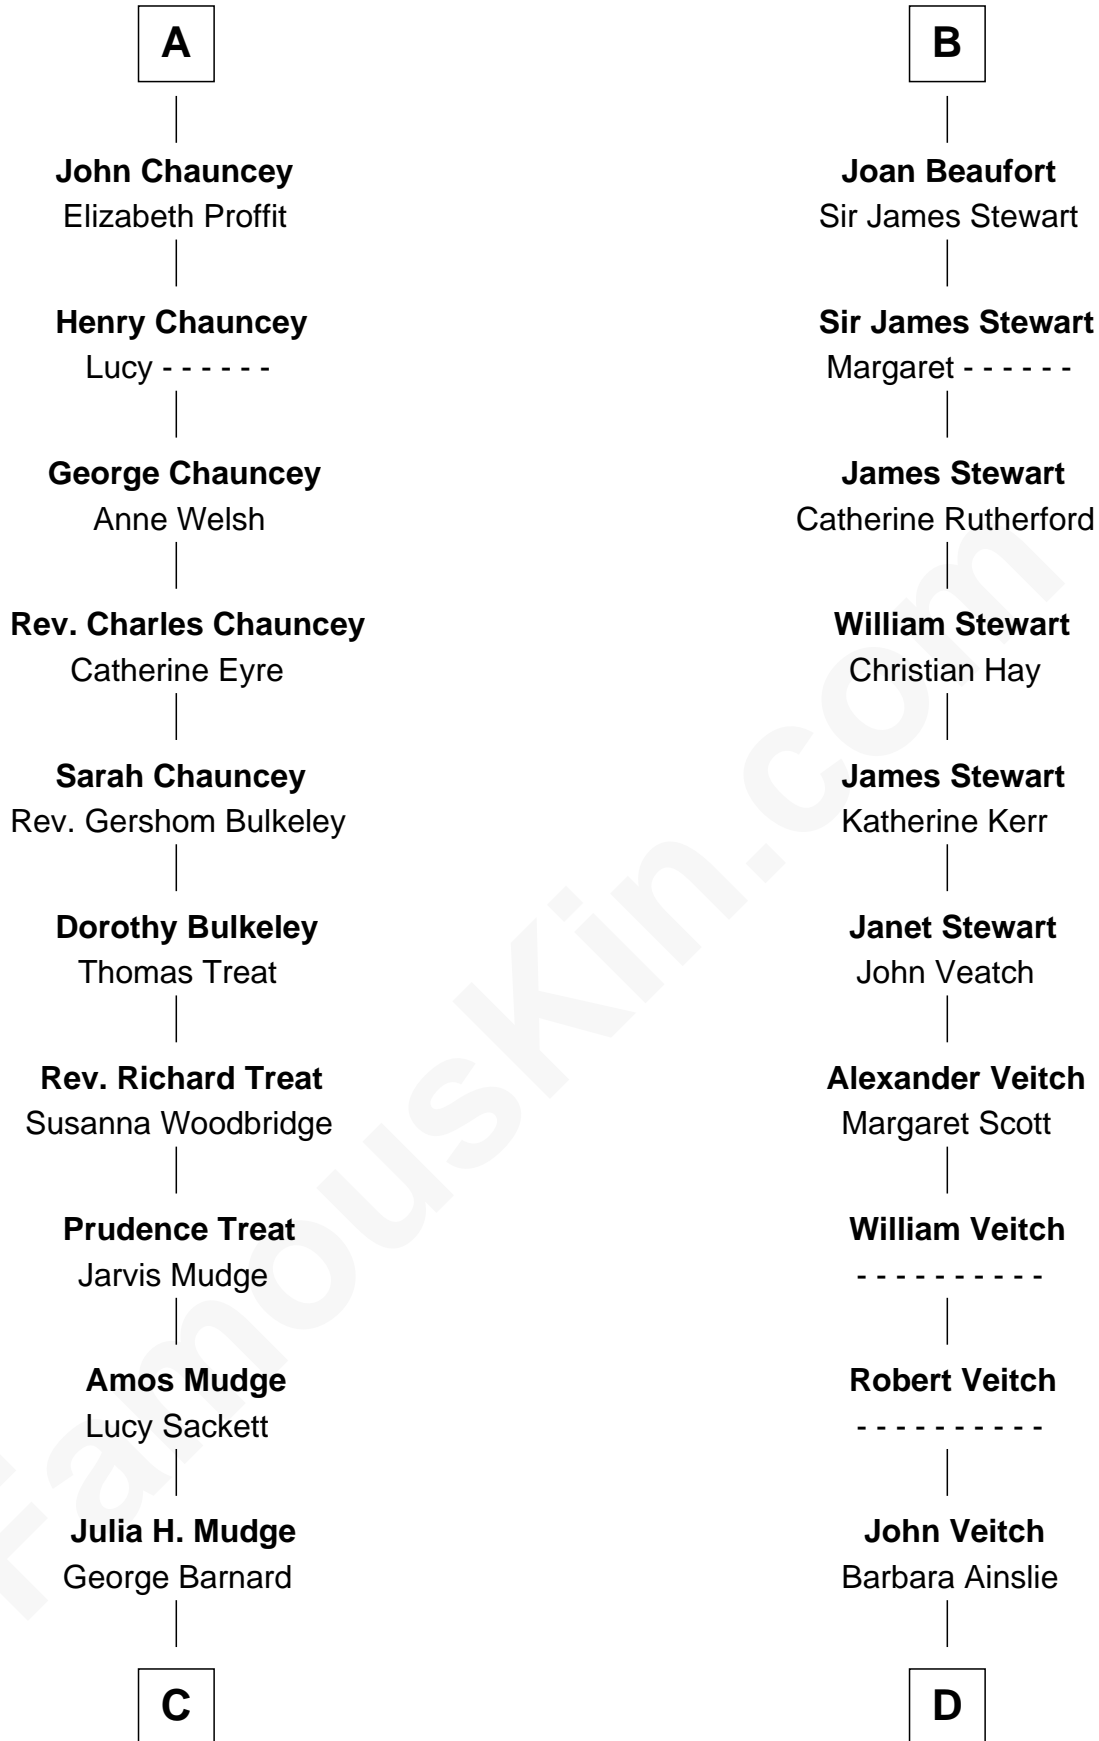 A
John Chauncey
Elizabeth Proffit
Henry Chauncey
Lucy - - - - - -
George Chauncey
Anne Welsh
Rev. Charles Chauncey
Catherine Eyre
Sarah Chauncey
Rev. Gershom Bulkeley
Dorothy Bulkeley
Thomas Treat
Rev. Richard Treat
Susanna Woodbridge
Prudence Treat
Jarvis Mudge
Amos Mudge
Lucy Sackett
Julia H. Mudge
George Barnard
C
B
Joan Beaufort
Sir James Stewart
Sir James Stewart
Margaret - - - - - -
James Stewart
Catherine Rutherford
William Stewart
Christian Hay
James Stewart
Katherine Kerr
Janet Stewart
John Veatch
Alexander Veitch
Margaret Scott
William Veitch
- - - - - - - - - -
Robert Veitch
- - - - - - - - - -
John Veitch
Barbara Ainslie
D
FamousKin.com